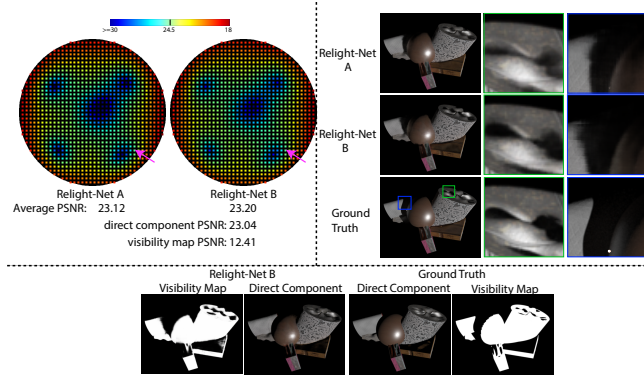 >=30
24.5
18
Relight-Net A
Relight-Net B
Average PSNR: 23.12
23.20
direct component PSNR: 23.04
visibility map PSNR: 12.41
Relight-Net
A
Relight-Net
B
Ground
Truth
Relight-Net B
Ground Truth
Visibility Map
Direct Component
Direct Component
Visibility Map